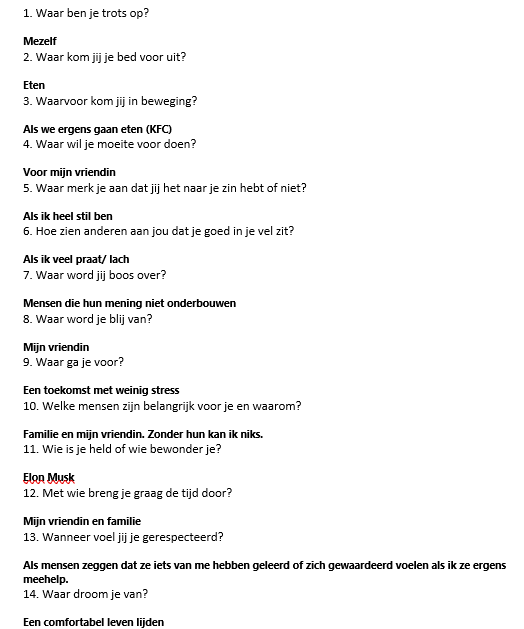 1. Waar ben je trots op?
Mezelf
2. Waar kom jij je bed voor uit?
Eten
3. Waarvoor kom jij in beweging?
Als we ergens gaan eten (KFC)
4. Waar wil je moeite voor doen?
Voor mijn vriendin
5. Waar merk je aan dat jij het naar je zin hebt of niet?
Als ik heel stil ben
6. Hoe zien anderen aan jou dat je goed in je vel zit?
Als ik veel praat/ lach
7. Waar word jij boos over?
Mensen die hun mening niet onderbouwen
8. Waar word je blij van?
Mijn vriendin
9. Waar ga je voor?
Een toekomst met weinig stress
10. Welke mensen zijn belangrijk voor je en waarom?
Familie en mijn vriendin. Zonder hun kan ik niks.
11. Wie is je held of wie bewonder je?
Elon Musk
12. Met wie breng je graag de tijd door?
Mijn vriendin en familie
13. Wanneer voel jij je gerespecteerd?
Als mensen zeggen dat ze iets van me hebben geleerd of zich gewaardeerd voelen als ik ze ergens
meehelp.
14. Waar droom je van?
Een comfortabel leven lijden